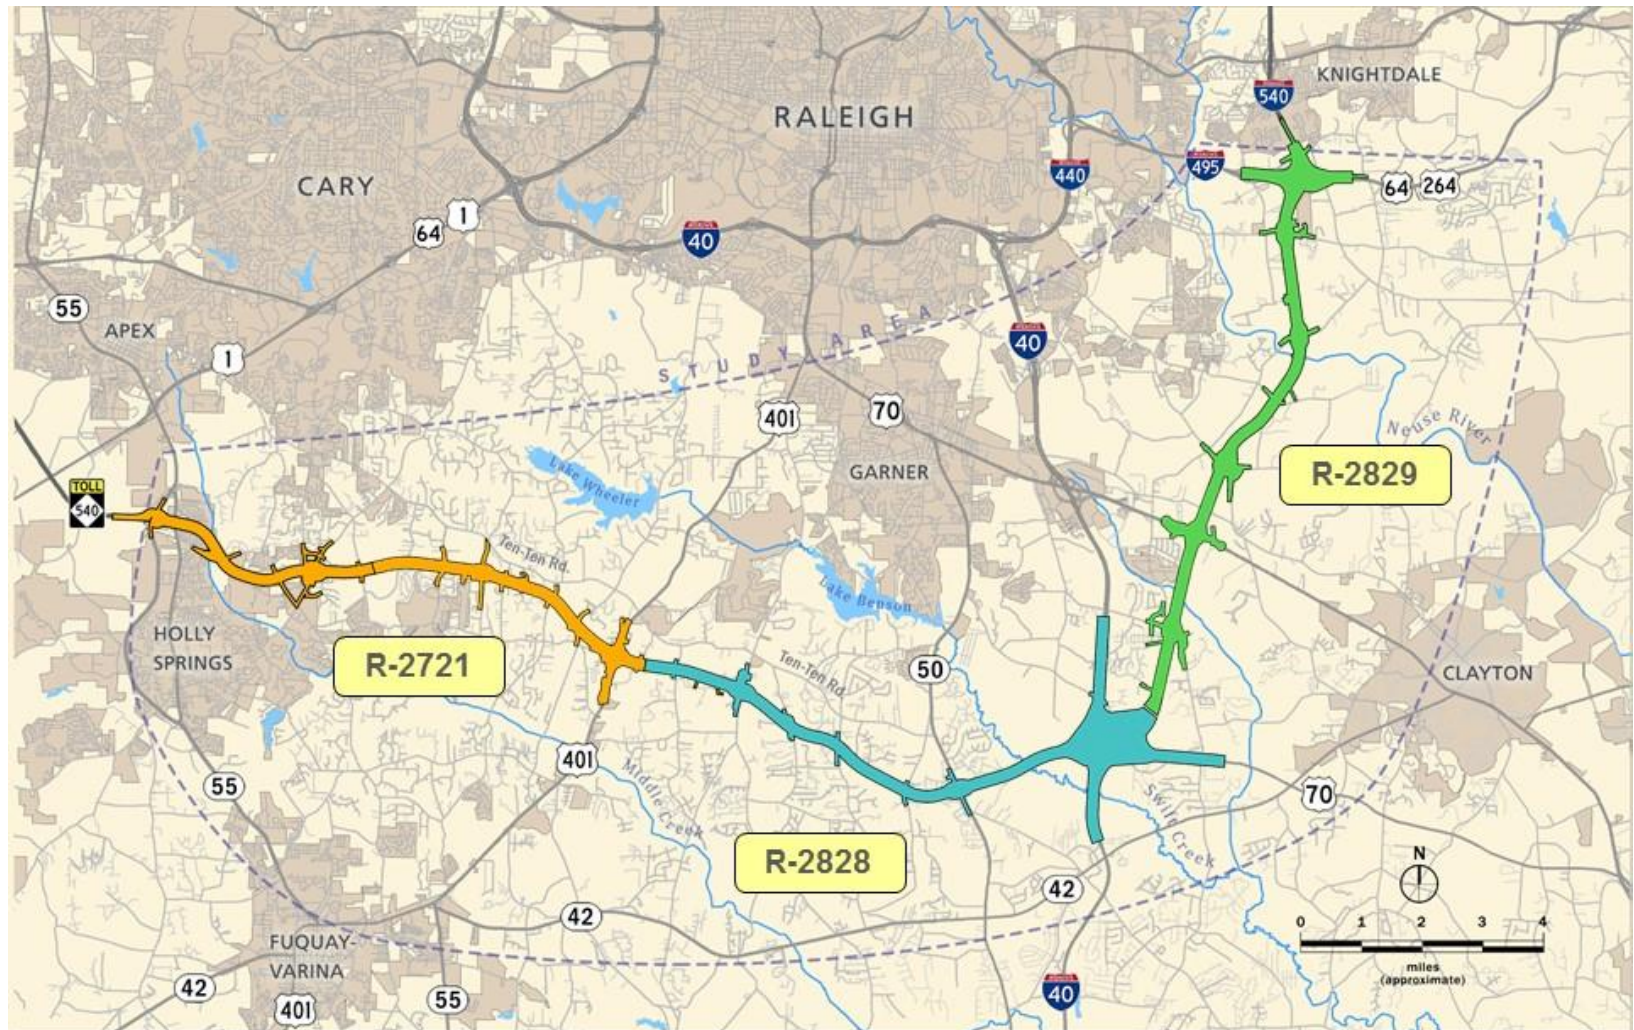 KNIGHTDALE
540
RALEIGH
440
495
CARY
64
264
1
64
40
55
APEX
STUDY AREA
40
1
401
70
Neuse River
GARNER
R-2829
Lake Wheeler
TOLL
540
Ten-Ten Rd.
Lake Benson
HOLLY
SPRINGS
R-2721
Ten-Ten Rd.
50
CLAYTON
401
Middle Creek
55
70
Swift Creek
R-2828
N
42
42
0 1 2 3 4
miles
(approximate)
FUQUAY-
VARINA
42
401
55
40